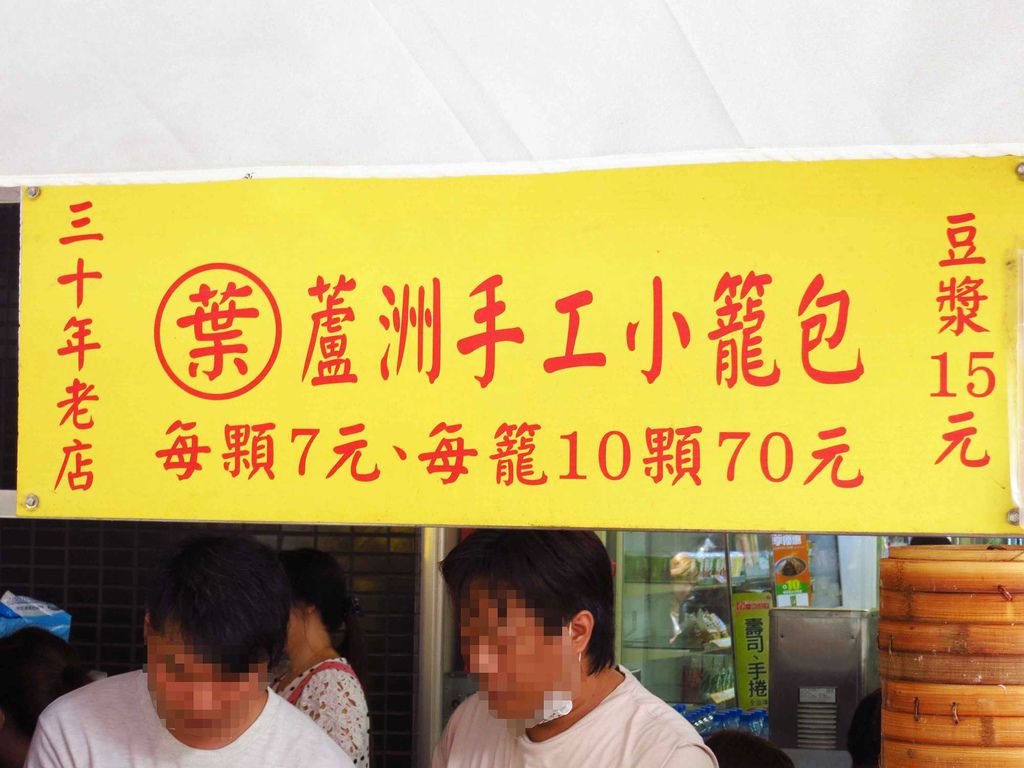 三十年老店
葉 蘆洲手工小籠包
每顆7元、每籠10顆70元
豆漿15元
壽司、手捲
10